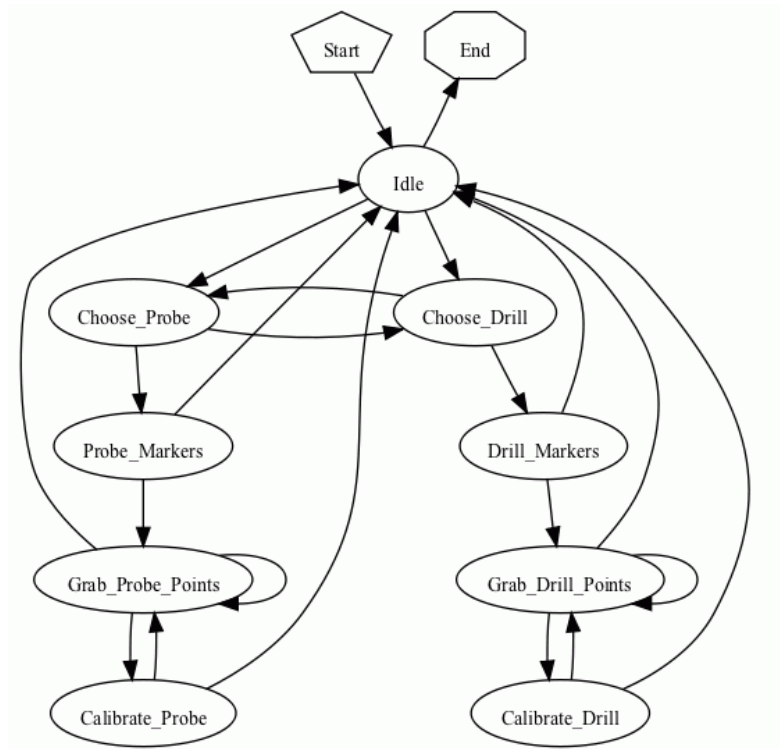 Start
End
Idle
Choose_Probe
Choose_Drill
Probe_Markers
Drill_Markers
Grab_Probe_Points
Grab_Drill_Points
Calibrate_Probe
Calibrate_Drill